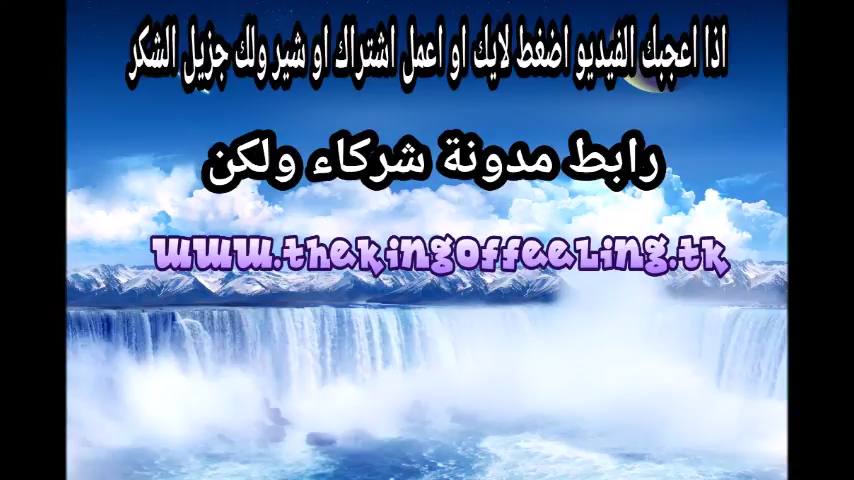 اذا اعجبك الفيديو اضغط لايك او اعمل اشتراك او شير ولك جزيل الشكر
رابط مدونة شركاء ولكن
www.thekingoffeezing.tk